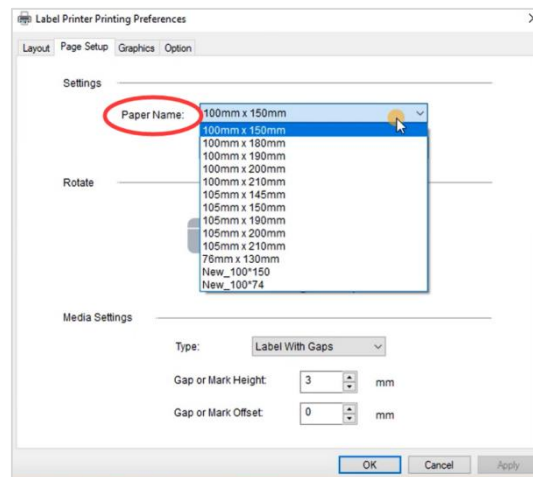 Label Printer Printing Preferences
Layout Page Setup Graphics Option
Settings
Paper Name: 100mm x 150mm
100mm x 150mm
100mm x 180mm
100mm x 190mm
100mm x 200mm
100mm x 210mm
105mm x 145mm
105mm x 150mm
105mm x 190mm
105mm x 200mm
105mm x 210mm
76mm x 130mm
New_100*150
New_100*74
Rotate
Media Settings
Type: Label With Gaps
Gap or Mark Height: 3 mm
Gap or Mark Offset: 0 mm
OK Cancel Apply